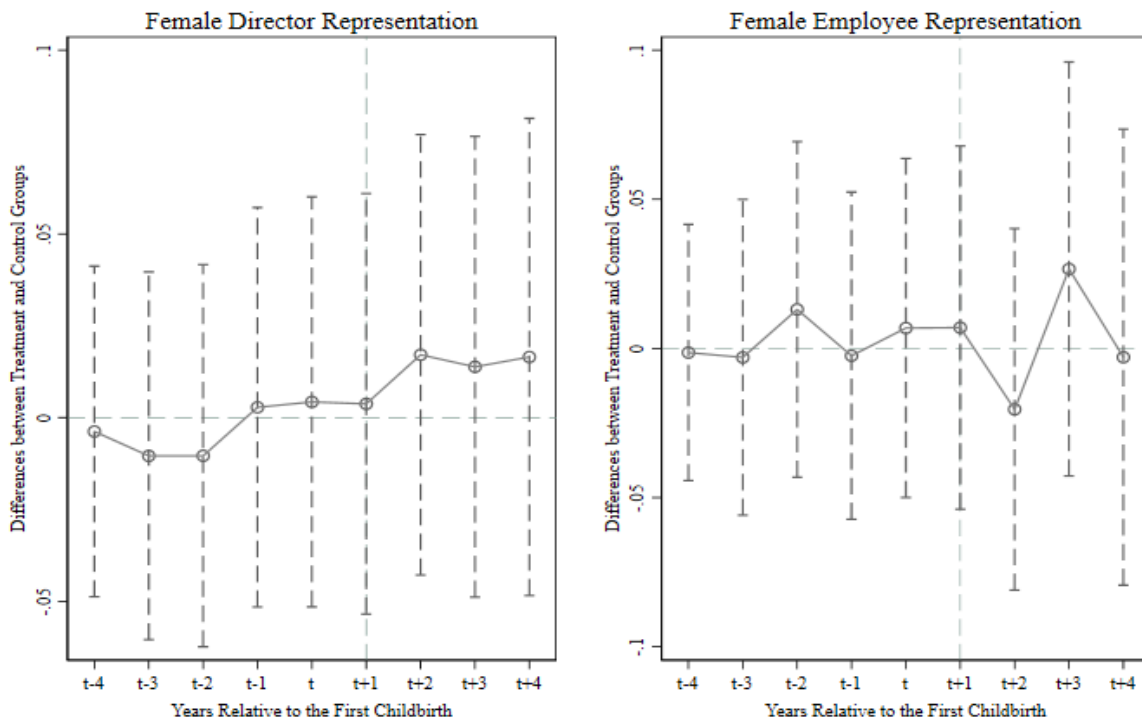 Female Director Representation
Differences between Treatment and Control Groups
.1
.05
0
-.05
t-4 t-3 t-2 t-1 t t+1 t+2 t+3 t+4
Years Relative to the First Childbirth
Female Employee Representation
Differences between Treatment and Control Groups
.1
.05
0
-.05
-.1
t-4 t-3 t-2 t-1 t t+1 t+2 t+3 t+4
Years Relative to the First Childbirth